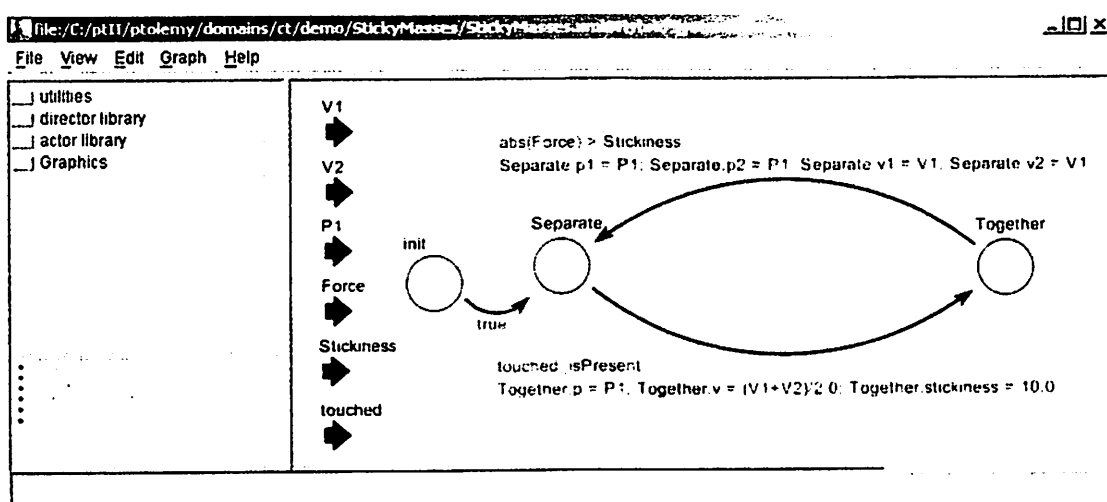 file:/C:/ptII/ptolemy/domains/ct/demo/StickyMasses/
File View Edit Graph Help
utilities
director library
actor library
Graphics
V1
V2
P1
Force
Stickiness
touched
abs(Force) > Stickiness
Separate.p1 = P1; Separate.p2 = P1; Separate.v1 = V1; Separate.v2 = V1
init
Separate
Together
true
touched_isPresent
Together.p = P1; Together.v = (V1+V2)/2.0; Together.stickiness = 10.0